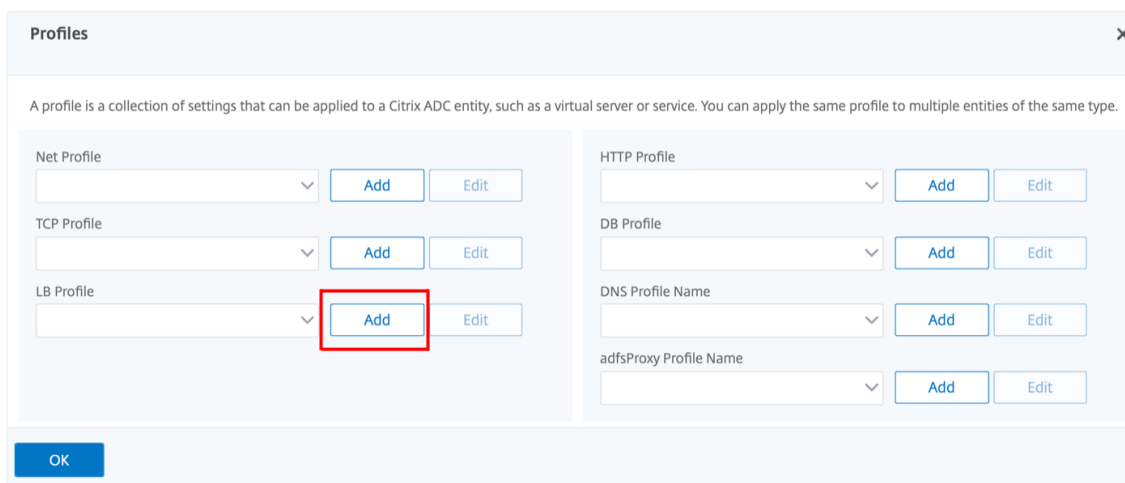 Profiles
A profile is a collection of settings that can be applied to a Citrix ADC entity, such as a virtual server or service. You can apply the same profile to multiple entities of the same type.
Net Profile
Add Edit
TCP Profile
Add Edit
LB Profile
Add Edit
HTTP Profile
Add Edit
DB Profile
Add Edit
DNS Profile Name
Add Edit
adfsProxy Profile Name
Add Edit
OK